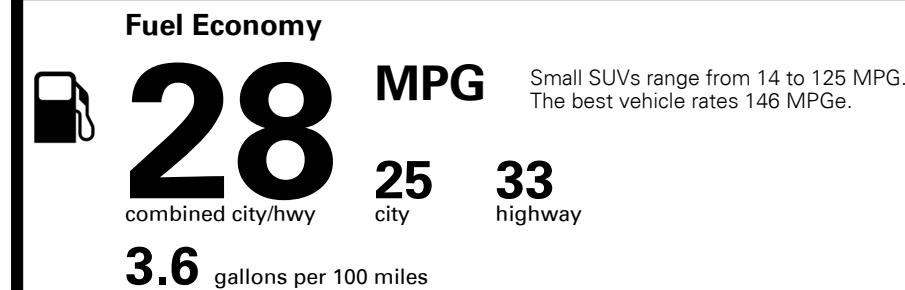 Fuel Economy
28
MPG
Small SUVs range from 14 to 125 MPG.
The best vehicle rates 146 MPGe.
combined city/hwy
25
city
33
highway
3.6 gallons per 100 miles